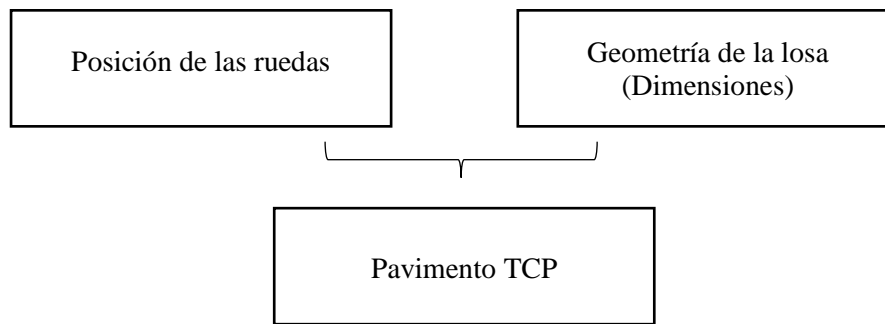 Posición de las ruedas
Geometría de la losa
(Dimensiones)
Pavimento TCP